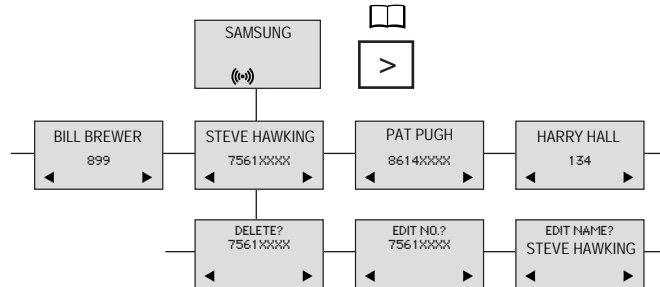 SAMSUNG
>
BILL BREWER
899
STEVE HAWKING
7561XXXX
PAT PUGH
8614XXXX
HARRY HALL
134
DELETE?
7561XXXX
EDIT NO.?
7561XXXX
EDIT NAME?
STEVE HAWKING